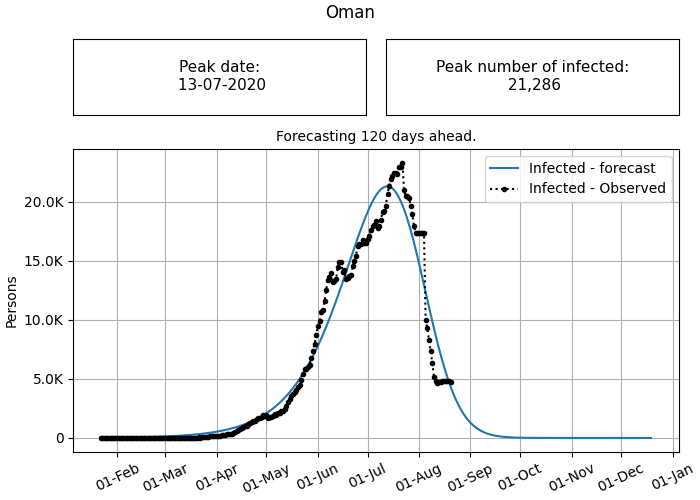 Oman
Peak date:
13-07-2020
Peak number of infected:
21,286
Forecasting 120 days ahead.
Infected - forecast
Infected - Observed
20.0K
15.0K
10.0K
5.0K
0
Persons
01-Feb
01-Mar
01-Apr
01-May
01-Jun
01-Jul
01-Aug
01-Sep
01-Oct
01-Nov
01-Dec
01-Jan